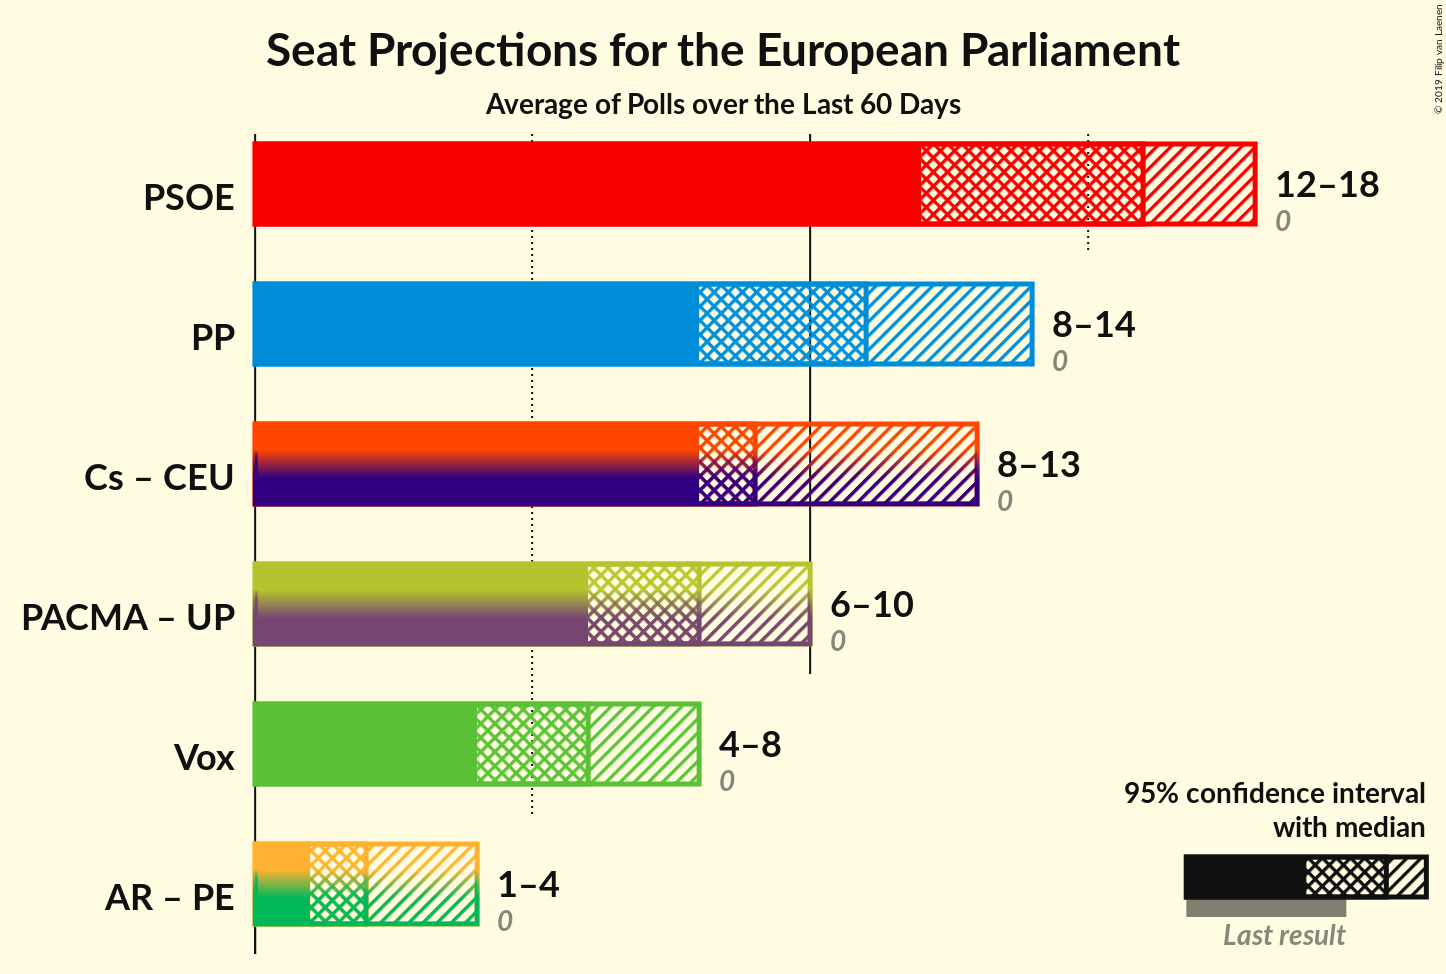 Seat Projections for the European Parliament
Average of Polls over the Last 60 Days
© 2019 Filip van Laenen
PSOE
12–18
0
PP
8–14
0
Cs – CEU
8–13
0
PACMA – UP
6–10
0
Vox
4–8
0
AR – PE
1–4
0
95% confidence interval
with median
Last result